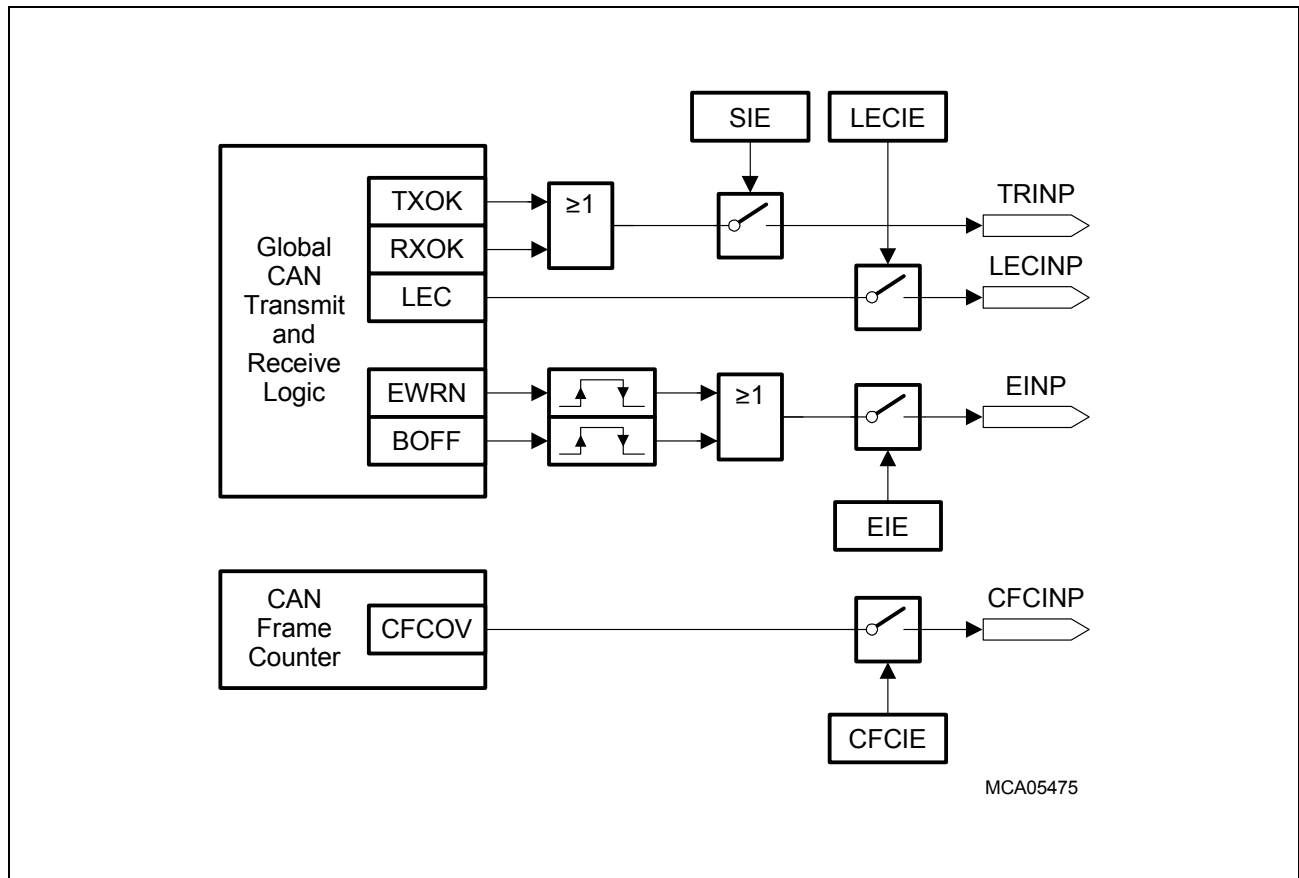 SIE
LECIE
TXOK
≥1
TRINP
RXOK
Global
CAN
Transmit
and
Receive
Logic
LEC
LECINP
EWRN
≥1
EINP
BOFF
EIE
CAN
Frame
Counter
CFCOV
CFCINP
CFCIE
MCA05475